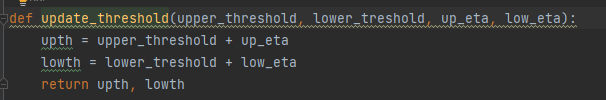 def update_threshold(upper_threshold, lower_treshold, up_eta, low_eta):
    upth = upper_threshold + up_eta
    lowth = lower_treshold + low_eta
    return upth, lowth